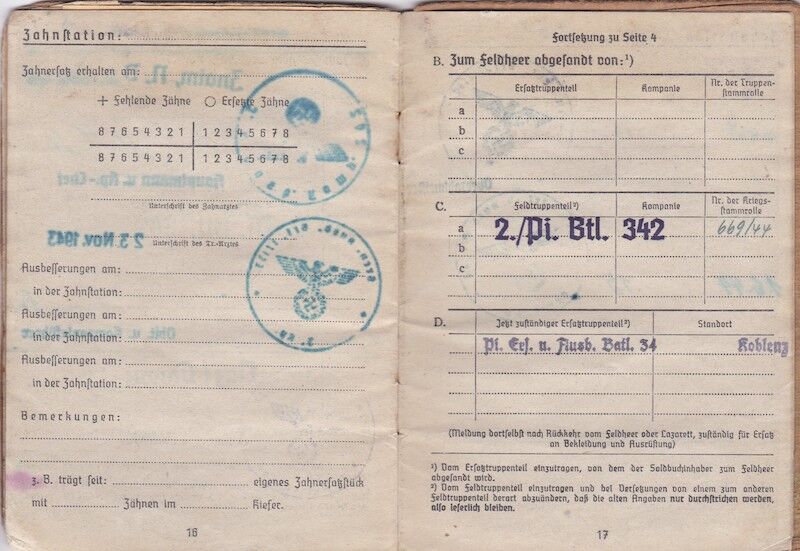 Zahnstation:
Zahnersatz erhalten am:
+ Fehlende Zähne ○ Ersetzte Zähne
8 7 6 5 4 3 2 1 | 1 2 3 4 5 6 7 8
8 7 6 5 4 3 2 1 | 1 2 3 4 5 6 7 8
Hauptmann u. Kp.-Chef
Unterschrift des Zahnarztes
23. Nov. 1943
Unterschrift des Tr.-Arztes
Ausbesserungen am:
in der Zahnstation:
Ausbesserungen am:
in der Zahnstation:
Ausbesserungen am:
in der Zahnstation:
Bemerkungen:
z. B. trägt seit: eigenes Zahnersatzstück
mit Zähnen im Kiefer.
16
Fortsetzung zu Seite 4
B. Zum Feldheer abgesandt von:¹)
Ersatztruppenteil Kompanie Nr. der Truppen-
stammrolle
a
b
c
C. Feldtruppenteil²) Kompanie Nr. der Kriegs-
stammrolle
a 2./Pi. Btl. 342 669/44
b
c
D. Jetzt zuständiger Ersatztruppenteil²) Standort
Pi. Ers. u. Ausb. Batl. 34 Koblenz
(Meldung dortselbst nach Rückkehr vom Feldheer oder Lazarett, zuständig für Ersatz
an Bekleidung und Ausrüstung)
¹) Vom Ersatztruppenteil einzutragen, von dem der Soldbuchinhaber zum Feldheer
abgesandt wird.
²) Vom Feldtruppenteil einzutragen und bei Versetzungen von einem zum anderen
Feldtruppenteil derart abzuändern, daß die alten Angaben nur durchstrichen werden,
also leserlich bleiben.
17